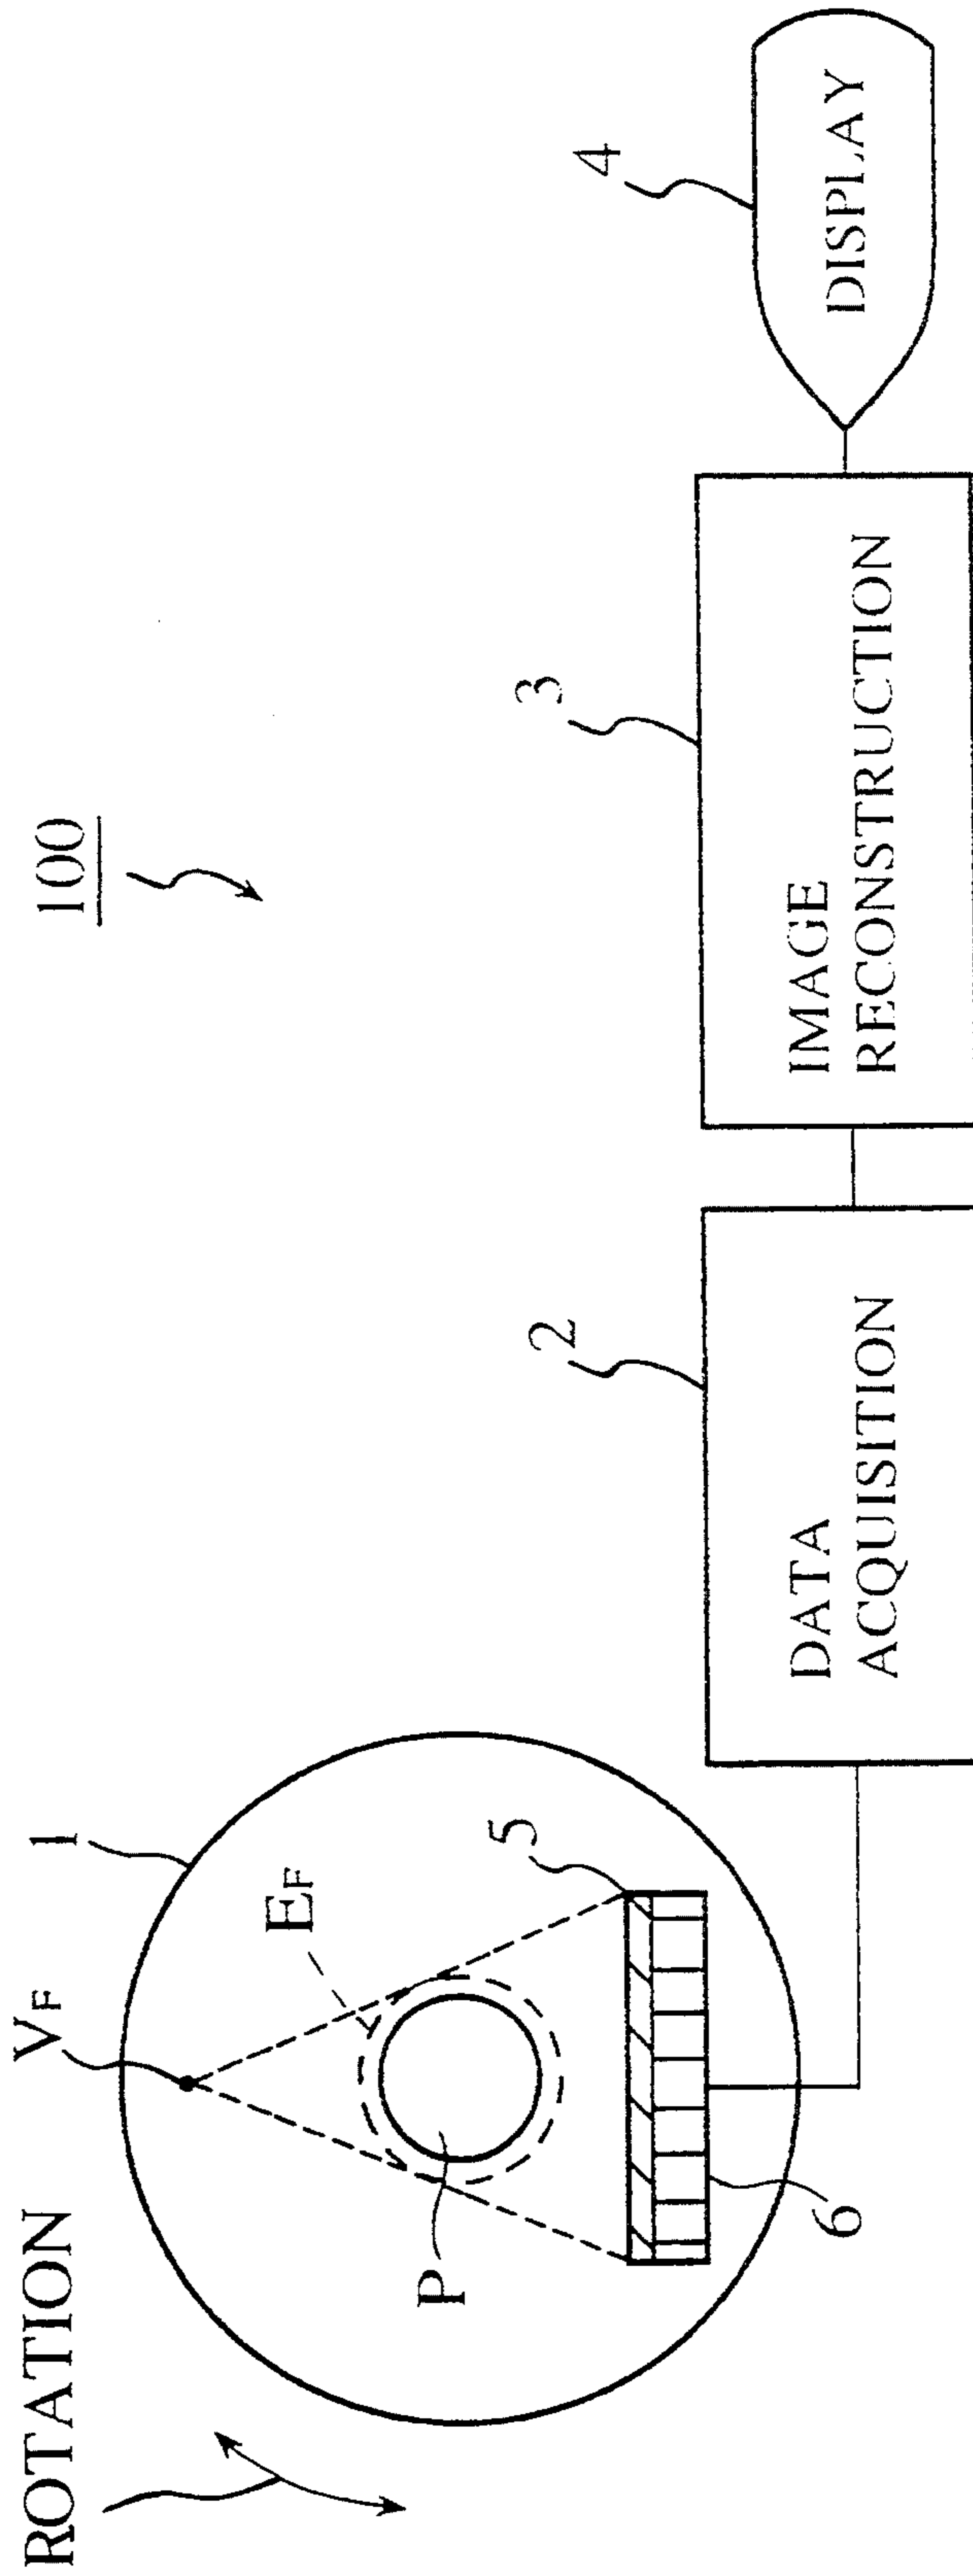 100
ROTATION
V_F
1
E_F
P
5
6
2
DATA
ACQUISITION
3
IMAGE
RECONSTRUCTION
4
DISPLAY